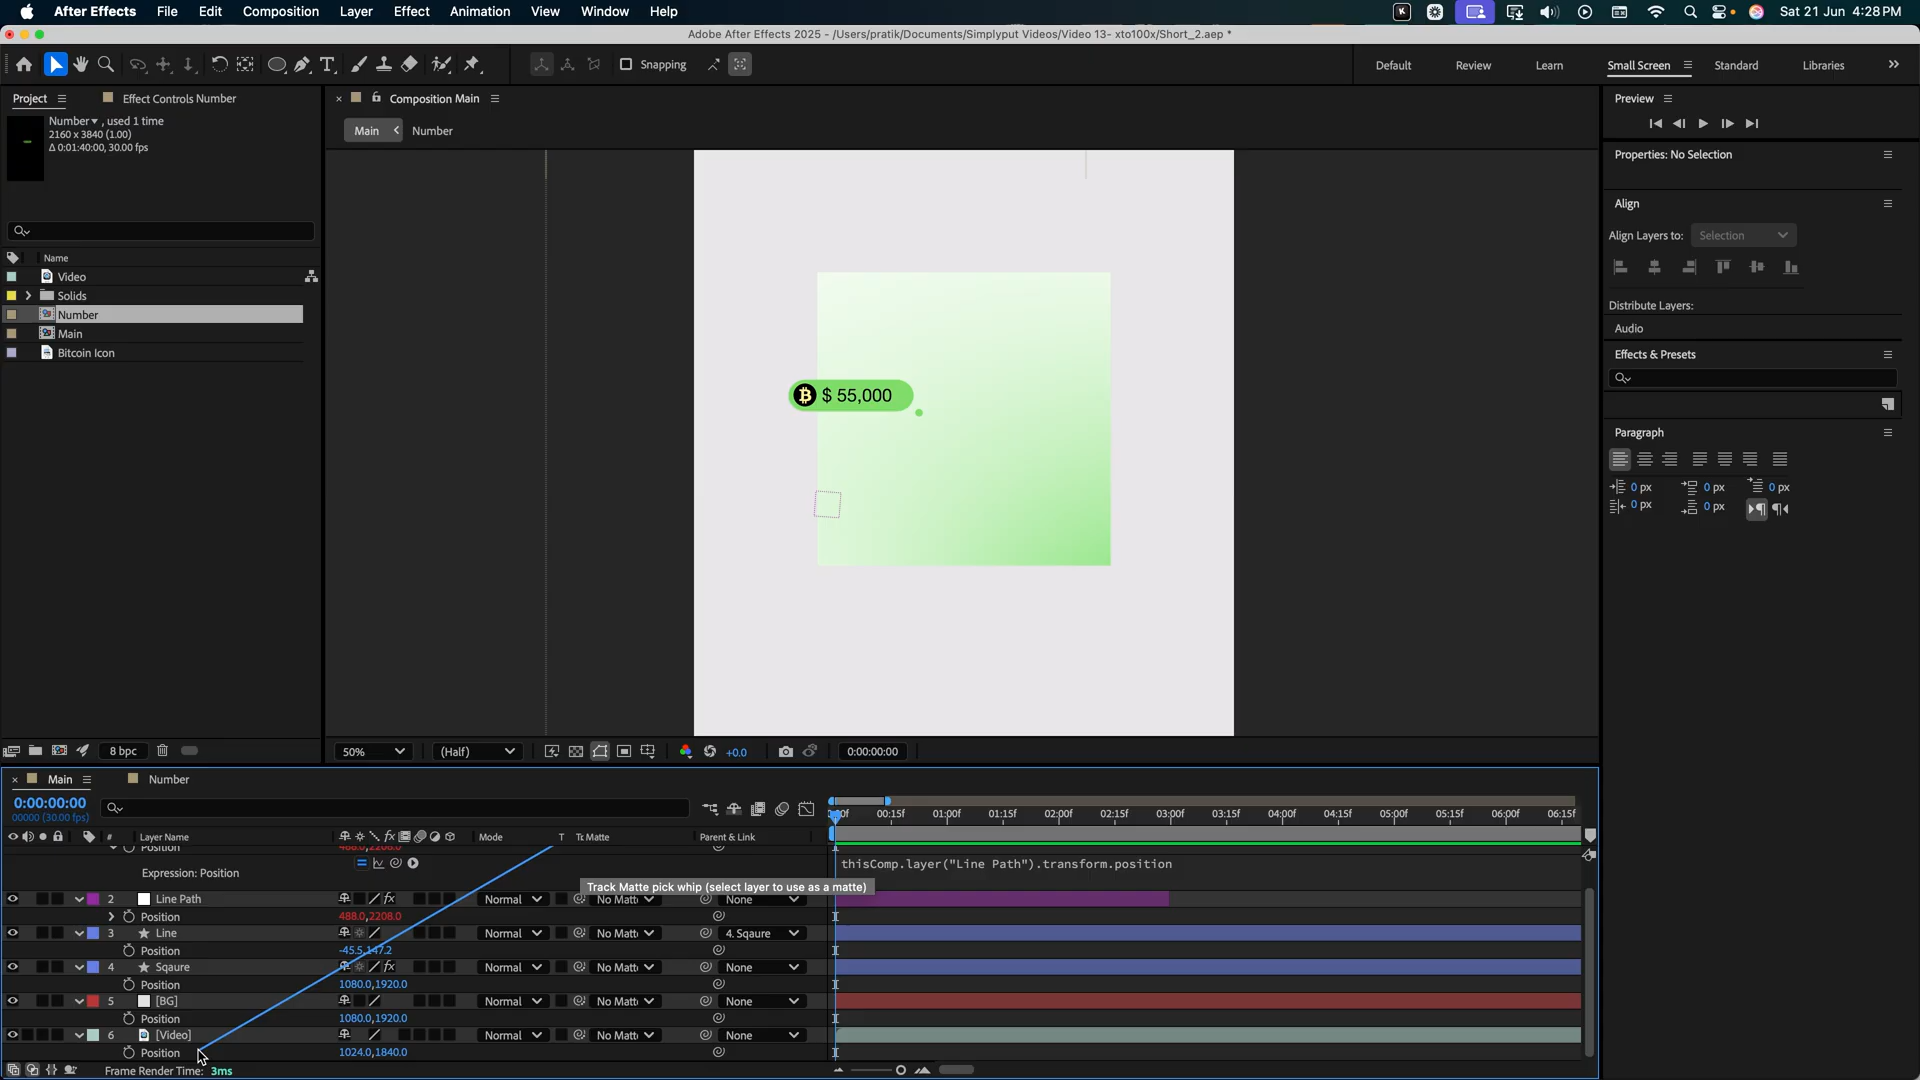 After Effects File Edit Composition Layer Effect Animation View Window Help
Sat 21 Jun 4:28 PM
Adobe After Effects 2025 - /Users/pratik/Documents/Simplyput Videos/Video 13- xto100x/Short_2.aep *
Snapping
Default Review Learn Small Screen Standard Libraries
Project
Effect Controls Number
Number , used 1 time
2160 x 3840 (1.00)
Δ 0:01:40:00, 30.00 fps
Name
Video
Solids
Number
Main
Bitcoin Icon
8 bpc
Composition Main
Main Number
$ 55,000
50% (Half) +0.0 0:00:00:00
Preview
Properties: No Selection
Align
Align Layers to: Selection
Distribute Layers:
Audio
Effects & Presets
Paragraph
0 px 0 px 0 px
0 px 0 px
Main Number
0:00:00:00
00000 (30.00 fps)
# Layer Name Mode T Track Matte Parent & Link
00:15f 01:00f 01:15f 02:00f 02:15f 03:00f 03:15f 04:00f 04:15f 05:00f 05:15f 06:00f 06:15f
Position 488.0,2208.0
Expression: Position
thisComp.layer("Line Path").transform.position
Track Matte pick whip (select layer to use as a matte)
2 Line Path Normal No Matt None
Position 488.0,2208.0
3 Line Normal No Matt 4. Sqaure
Position -45.5,147.2
4 Sqaure Normal No Matt None
Position 1080.0,1920.0
5 [BG] Normal No Matt None
Position 1080.0,1920.0
6 [Video] Normal No Matt None
Position 1024.0,1840.0
Frame Render Time: 3ms